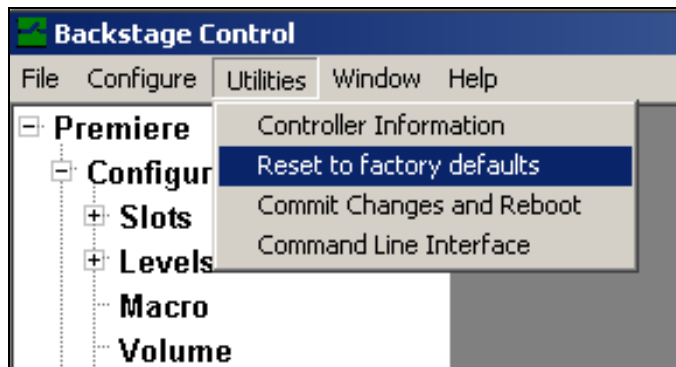 Backstage Control
File Configure Utilities Window Help
Premiere
Controller Information
Reset to factory defaults
Commit Changes and Reboot
Command Line Interface
Configur
Slots
Levels
Macro
Volume